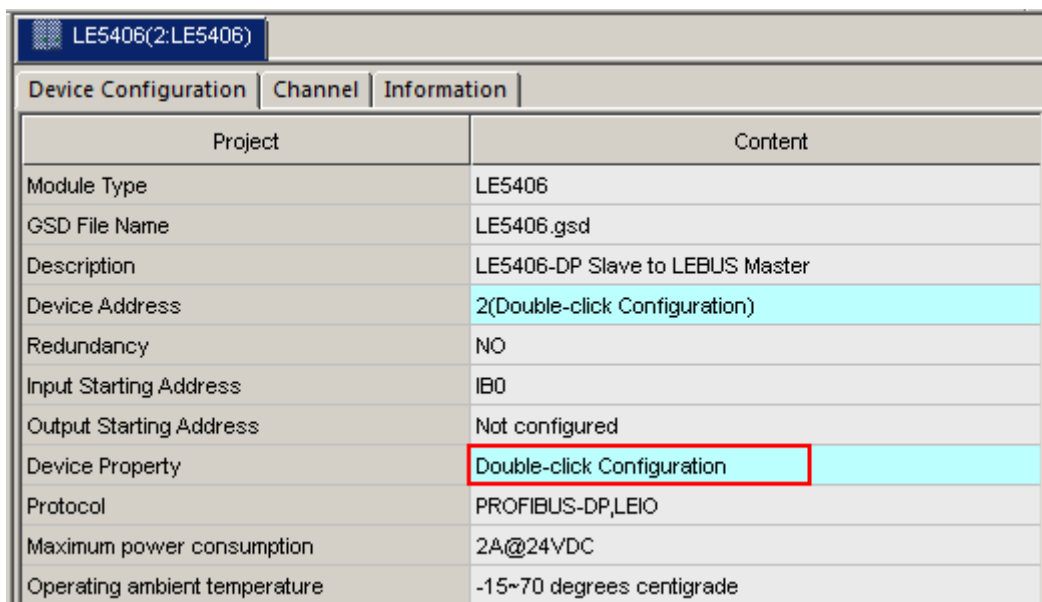 LE5406(2:LE5406)
Device Configuration Channel Information
Project Content
Module Type LE5406
GSD File Name LE5406.gsd
Description LE5406-DP Slave to LEBUS Master
Device Address 2(Double-click Configuration)
Redundancy NO
Input Starting Address IB0
Output Starting Address Not configured
Device Property Double-click Configuration
Protocol PROFIBUS-DP,LEIO
Maximum power consumption 2A@24VDC
Operating ambient temperature -15~70 degrees centigrade